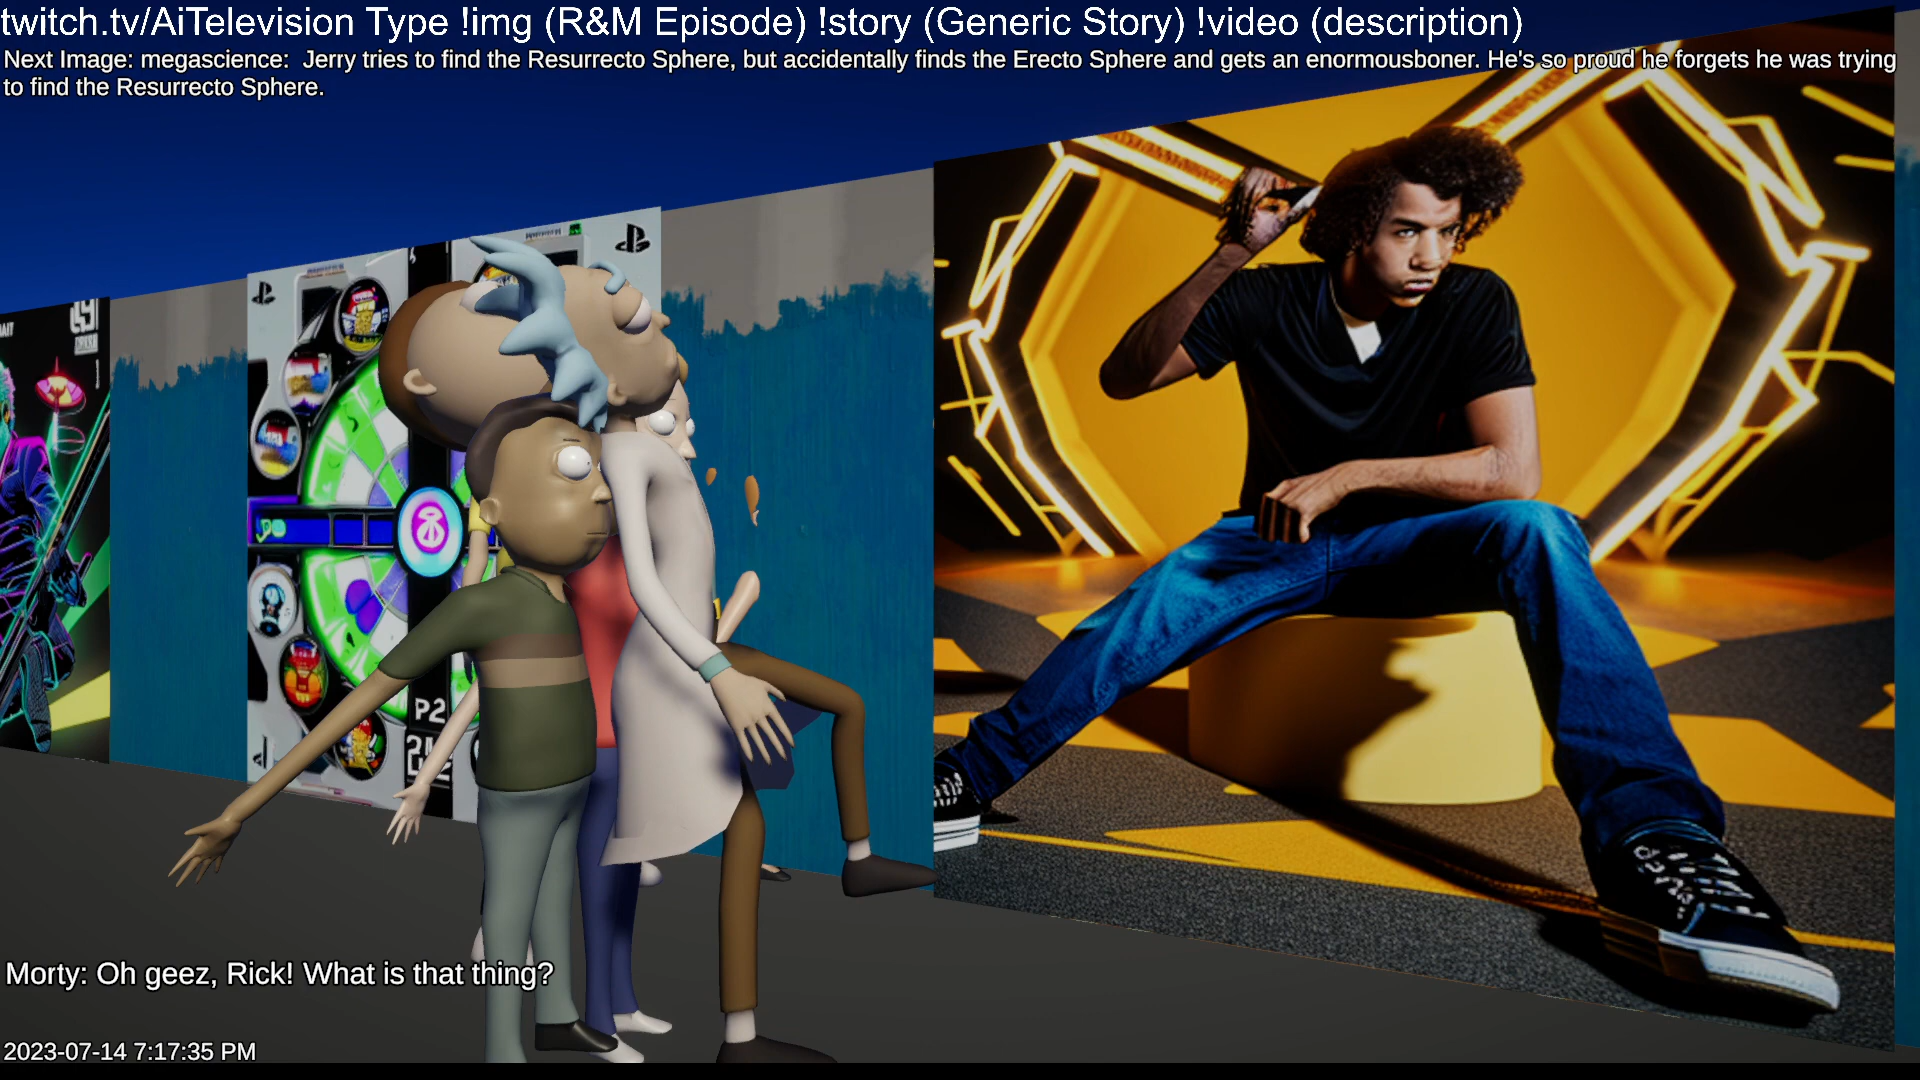 twitch.tv/AiTelevision Type !img (R&M Episode) !story (Generic Story) !video (description)
Next Image: megascience:  Jerry tries to find the Resurrecto Sphere, but accidentally finds the Erecto Sphere and gets an enormousboner. He's so proud he forgets he was trying
to find the Resurrecto Sphere.
P2
Morty: Oh geez, Rick! What is that thing?
2023-07-14 7:17:35 PM